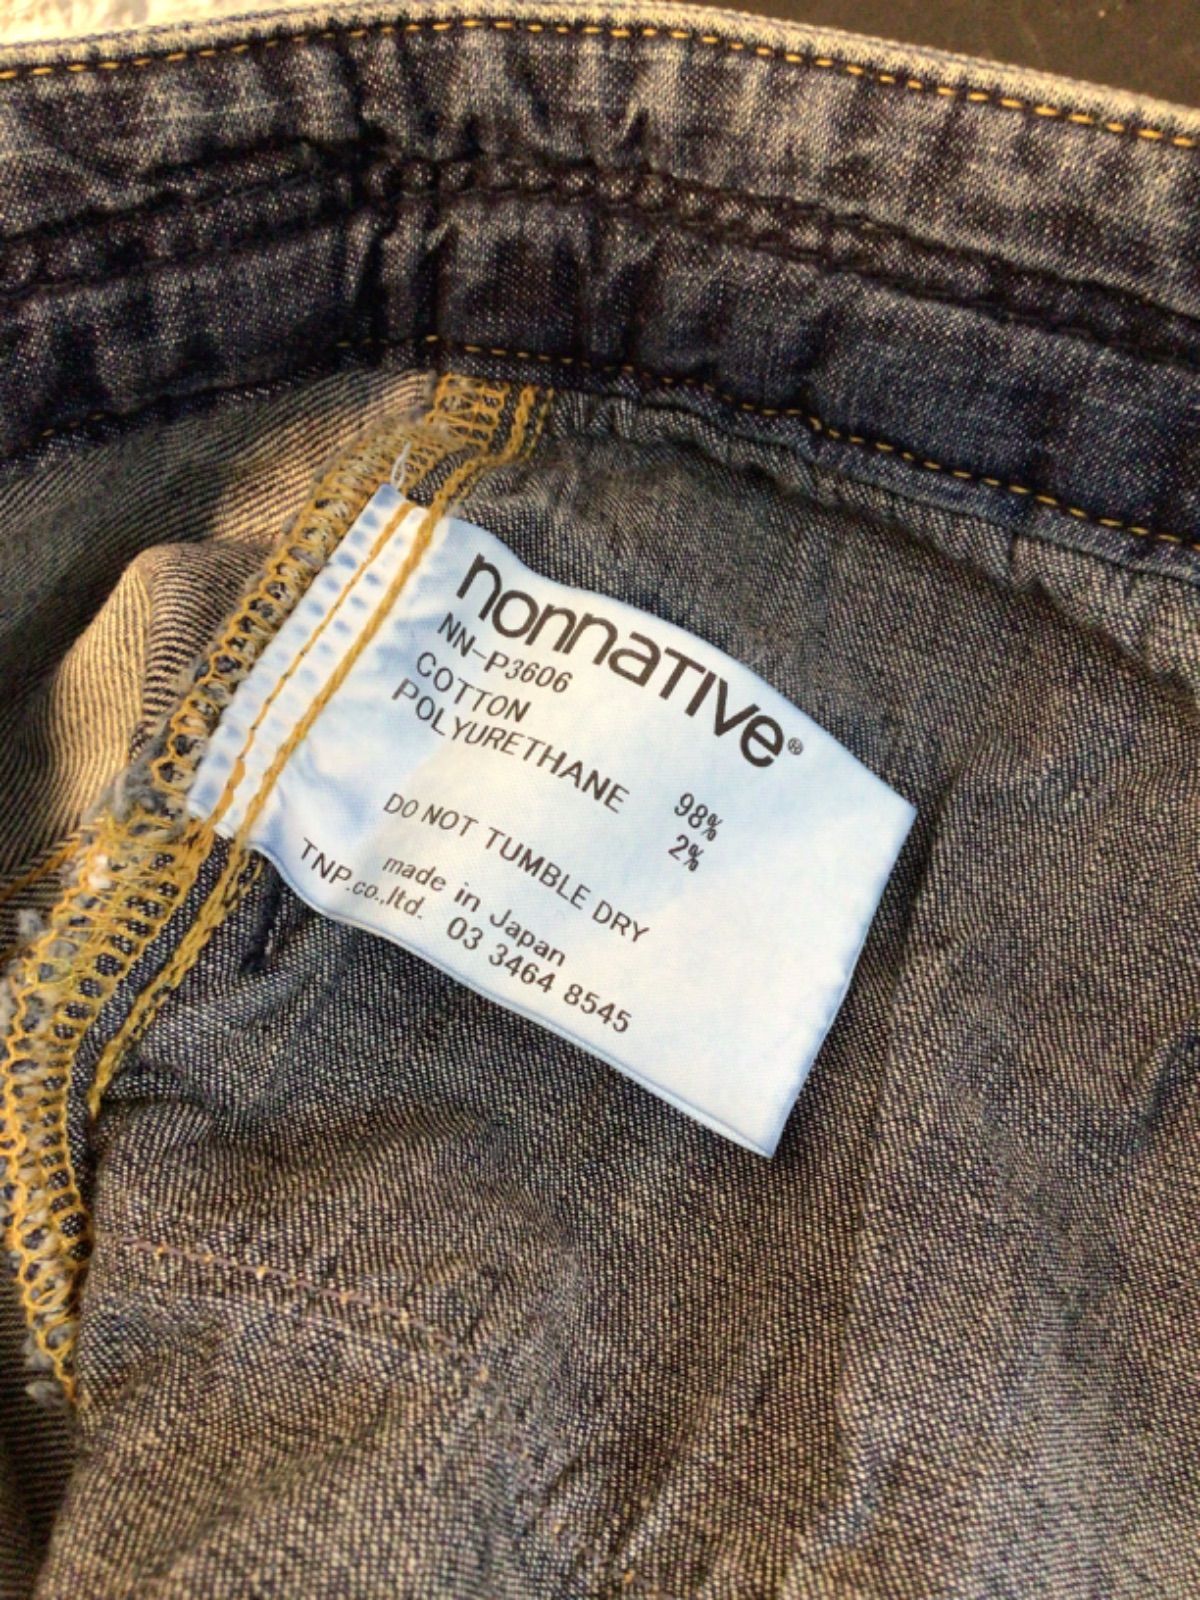 nonnative®
NN-P3606
COTTON 98%
POLYURETHANE 2%
DO NOT TUMBLE DRY
made in Japan
TNP.co.,ltd. 03 3464 8545